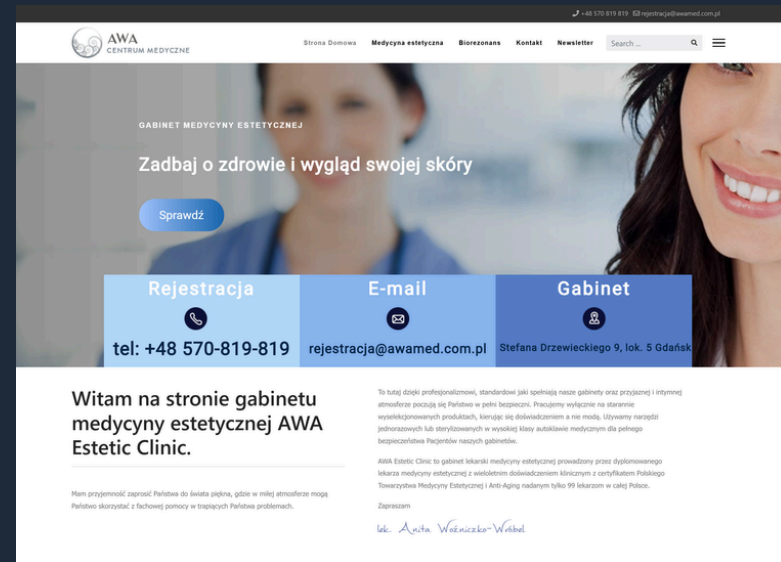 +48 570 819 819 rejestracja@awamed.com.pl
AWA
CENTRUM MEDYCZNE
Strona Domowa Medycyna estetyczna Biorezonans Kontakt Newsletter Search ...
GABINET MEDYCYNY ESTETYCZNEJ
Zadbaj o zdrowie i wygląd swojej skóry
Sprawdź
Rejestracja
tel: +48 570-819-819
E-mail
rejestracja@awamed.com.pl
Gabinet
Stefana Drzewieckiego 9, lok. 5 Gdańsk
Witam na stronie gabinetu
medycyny estetycznej AWA
Estetic Clinic.
Mam przyjemność zaprosić Państwa do świata piękna, gdzie w miłej atmosferze mogą
Państwo skorzystać z fachowej pomocy w trapiących Państwa problemach.
To tutaj dzięki profesjonalizmowi, standardowi jaki spełniają nasze gabinety oraz przyjaznej i intymnej
atmosferze poczują się Państwo w pełni bezpieczni. Pracujemy wyłącznie na starannie
wyselekcjonowanych produktach, kierując się doświadczeniem a nie modą. Używamy narzędzi
jednorazowych lub sterylizowanych w wysokiej klasy autoklawie medycznym dla pełnego
bezpieczeństwa Pacjentów naszych gabinetów.
AWA Estetic Clinic to gabinet lekarski medycyny estetycznej prowadzony przez dyplomowanego
lekarza medycyny estetycznej z wieloletnim doświadczeniem klinicznym z certyfikatem Polskiego
Towarzystwa Medycyny Estetycznej i Anti-Aging nadanym tylko 99 lekarzom w całej Polsce.
Zapraszam
lek. Anita Woźniczko-Wróbel